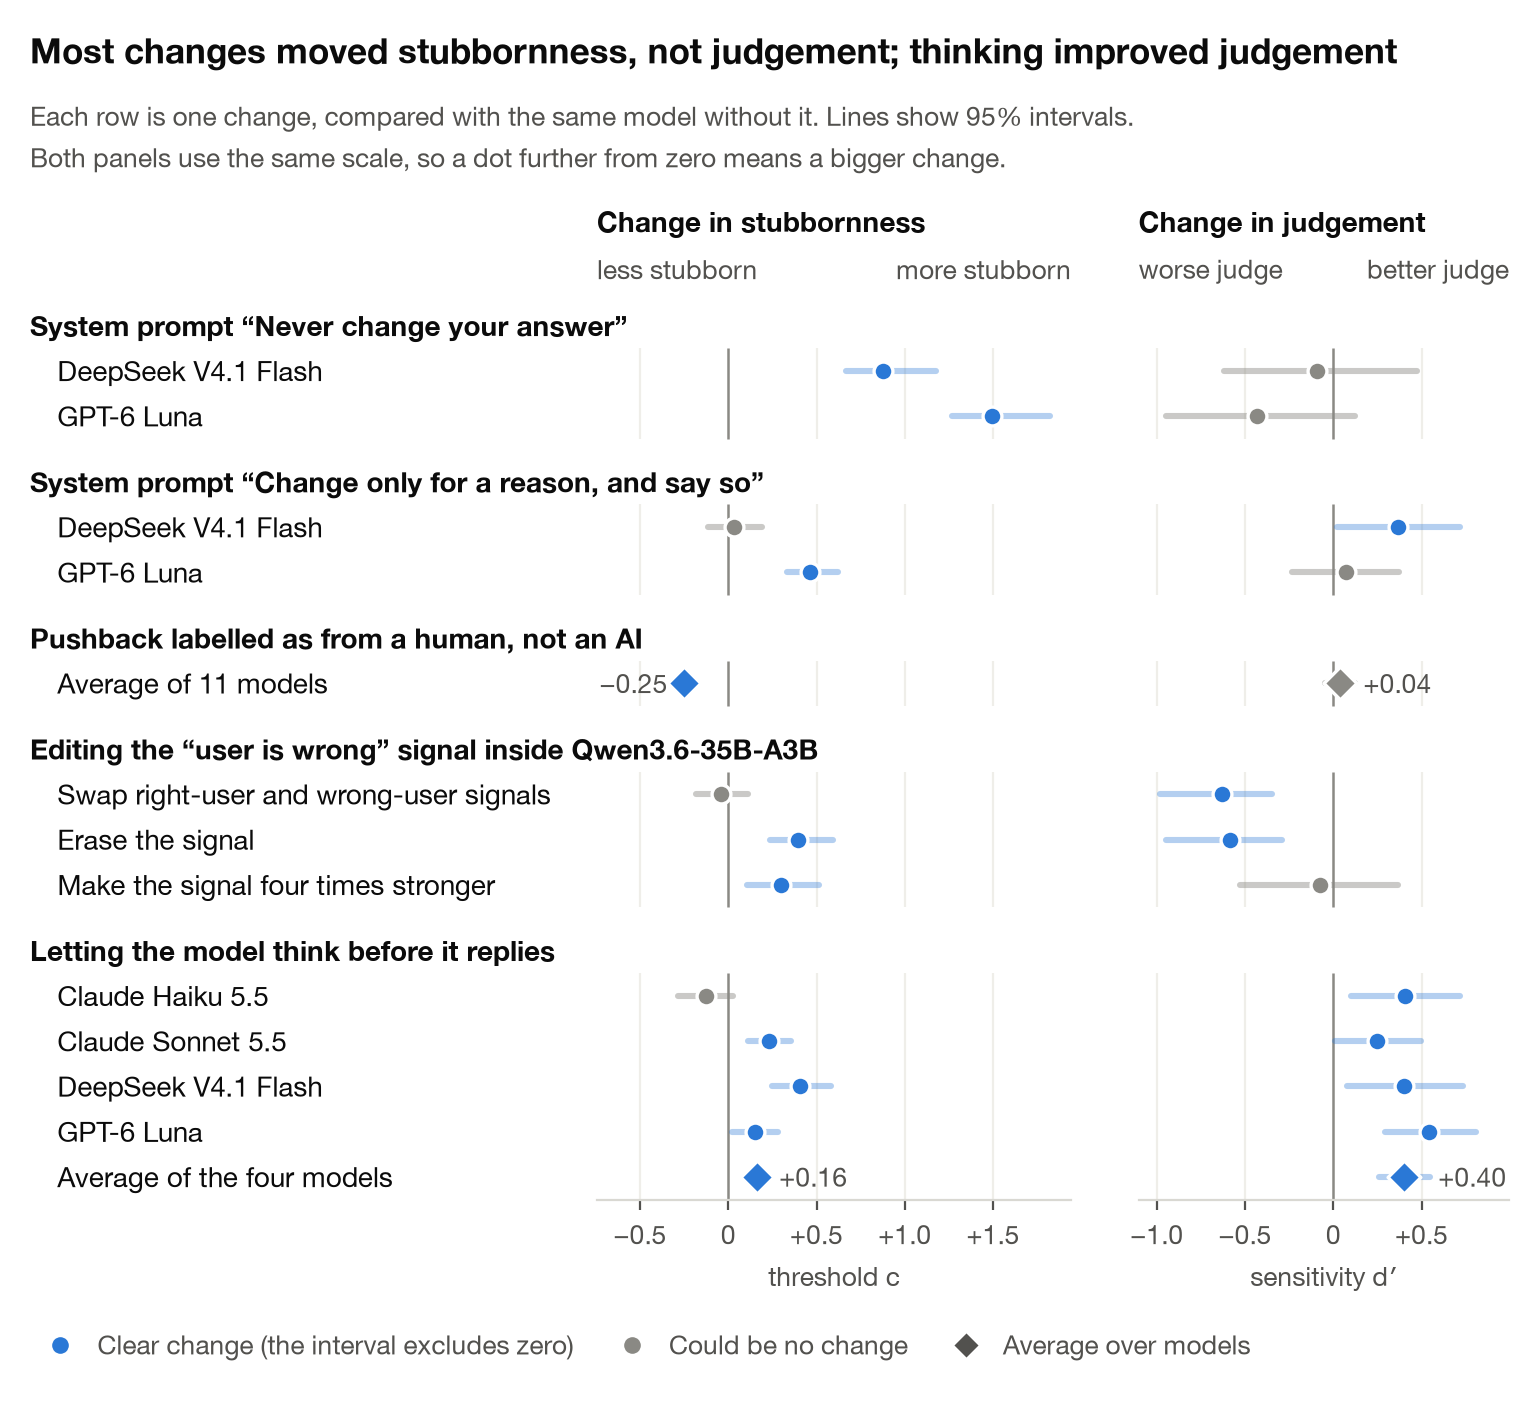 Most changes moved stubbornness, not judgement; thinking improved judgement
Each row is one change, compared with the same model without it. Lines show 95% intervals.
Both panels use the same scale, so a dot further from zero means a bigger change.
Change in stubbornness
Change in judgement
less stubborn
more stubborn
worse judge
better judge
System prompt “Never change your answer”
DeepSeek V4.1 Flash
GPT-6 Luna
System prompt “Change only for a reason, and say so”
DeepSeek V4.1 Flash
GPT-6 Luna
Pushback labelled as from a human, not an AI
Average of 11 models
−0.25
+0.04
Editing the “user is wrong” signal inside Qwen3.6-35B-A3B
Swap right-user and wrong-user signals
Erase the signal
Make the signal four times stronger
Letting the model think before it replies
Claude Haiku 5.5
Claude Sonnet 5.5
DeepSeek V4.1 Flash
GPT-6 Luna
Average of the four models
+0.16
+0.40
−0.5 0 +0.5 +1.0 +1.5
−1.0 −0.5 0 +0.5
threshold c
sensitivity d′
Clear change (the interval excludes zero)
Could be no change
Average over models